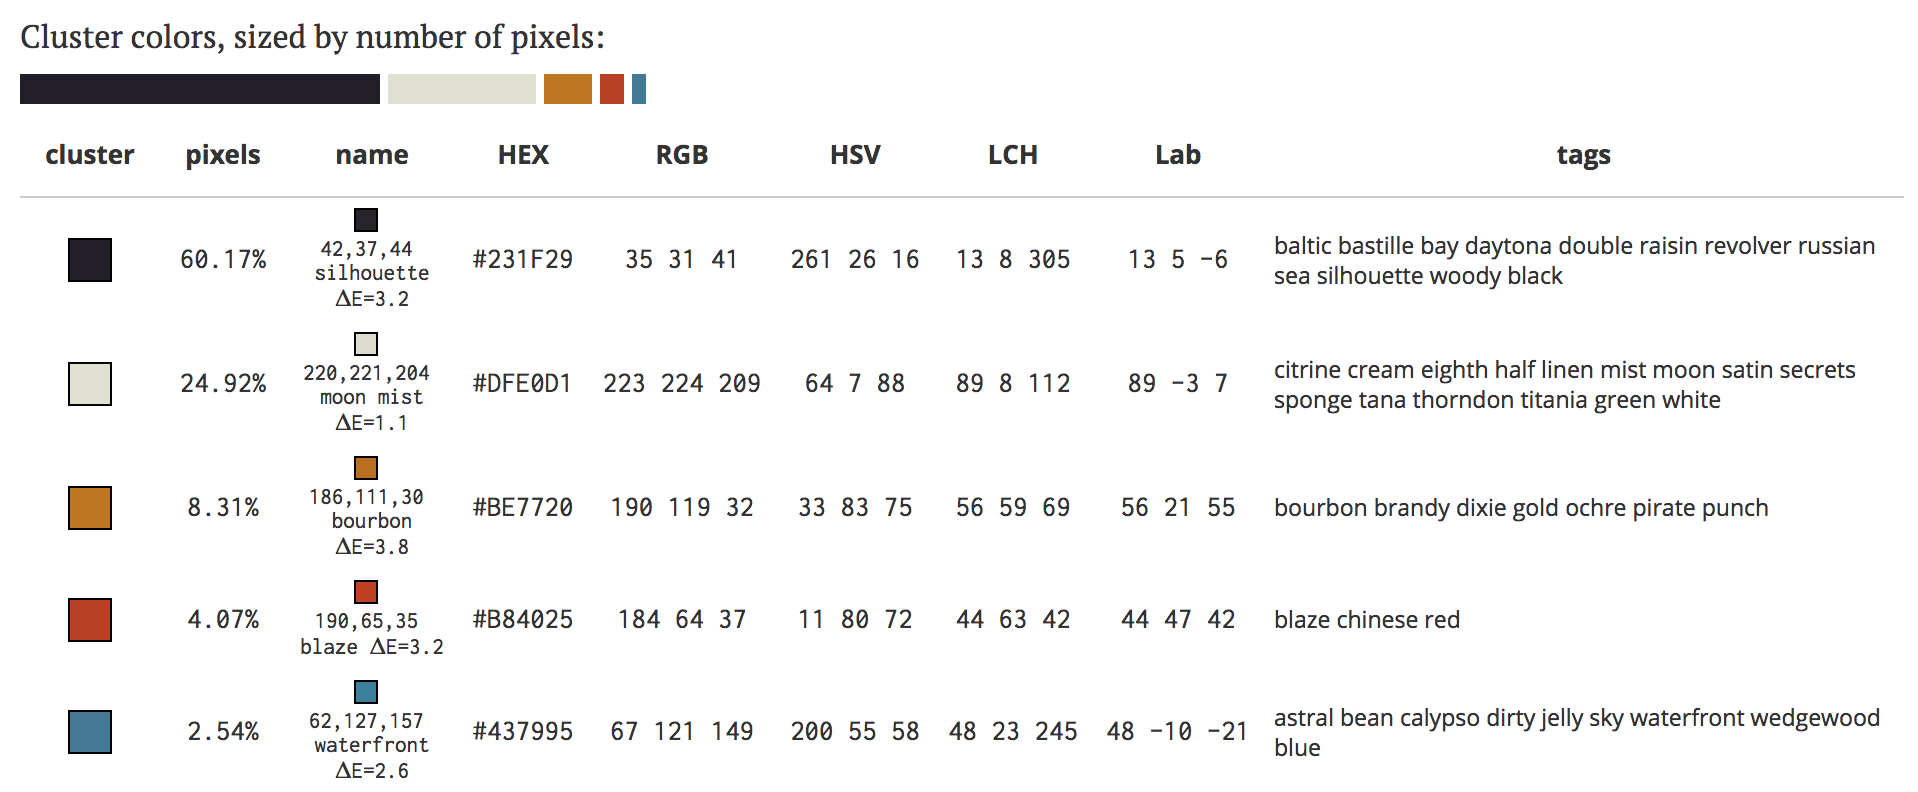 Cluster colors, sized by number of pixels:
cluster pixels name HEX RGB HSV LCH Lab tags
60.17% 42,37,44 silhouette ΔE=3.2 #231F29 35 31 41 261 26 16 13 8 305 13 5 -6 baltic bastille bay daytona double raisin revolver russian sea silhouette woody black
24.92% 220,221,204 moon mist ΔE=1.1 #DFE0D1 223 224 209 64 7 88 89 8 112 89 -3 7 citrine cream eighth half linen mist moon satin secrets sponge tana thorndon titania green white
8.31% 186,111,30 bourbon ΔE=3.8 #BE7720 190 119 32 33 83 75 56 59 69 56 21 55 bourbon brandy dixie gold ochre pirate punch
4.07% 190,65,35 blaze ΔE=3.2 #B84025 184 64 37 11 80 72 44 63 42 44 47 42 blaze chinese red
2.54% 62,127,157 waterfront ΔE=2.6 #437995 67 121 149 200 55 58 48 23 245 48 -10 -21 astral bean calypso dirty jelly sky waterfront wedgewood blue